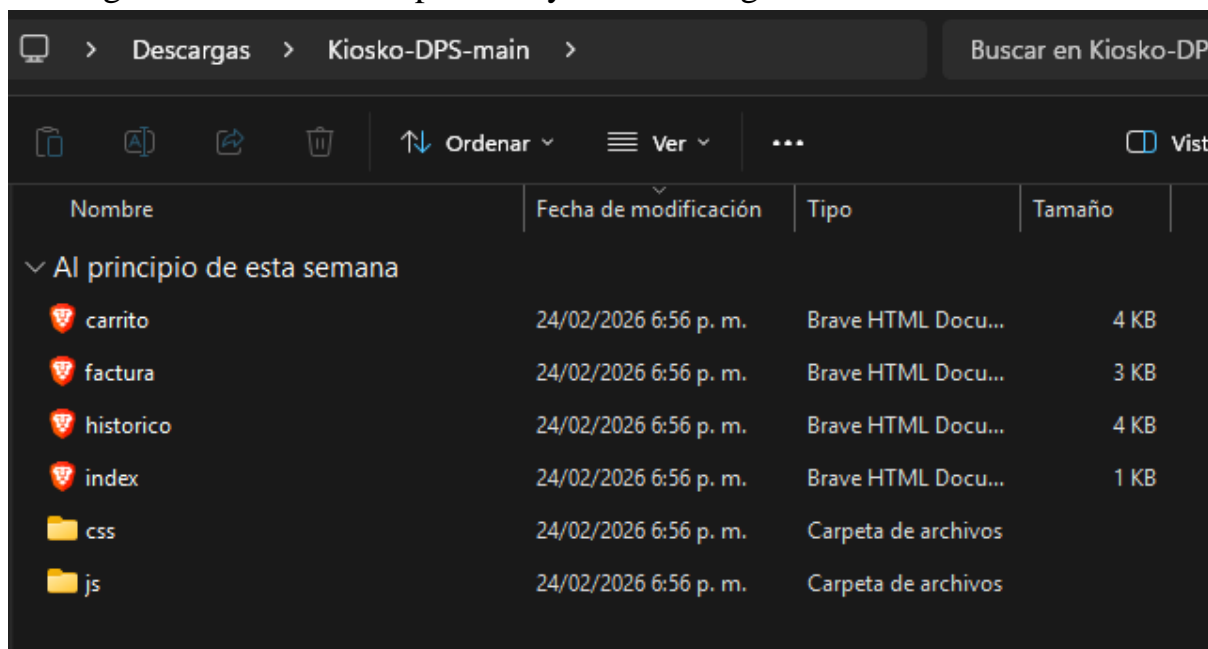 Descargas > Kiosko-DPS-main >
Buscar en Kiosko-DP
Ordenar
Ver
Vist
Nombre
Fecha de modificación
Tipo
Tamaño
Al principio de esta semana
carrito 24/02/2026 6:56 p. m. Brave HTML Docu... 4 KB
factura 24/02/2026 6:56 p. m. Brave HTML Docu... 3 KB
historico 24/02/2026 6:56 p. m. Brave HTML Docu... 4 KB
index 24/02/2026 6:56 p. m. Brave HTML Docu... 1 KB
css 24/02/2026 6:56 p. m. Carpeta de archivos
js 24/02/2026 6:56 p. m. Carpeta de archivos